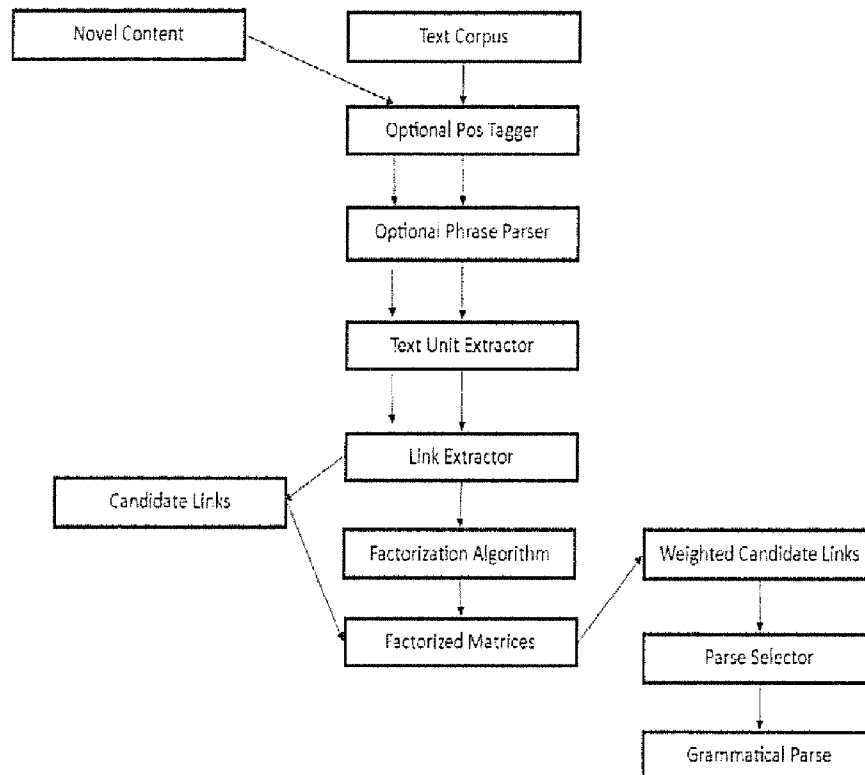 Novel Content
Text Corpus
Optional Pos Tagger
Optional Phrase Parser
Text Unit Extractor
Link Extractor
Candidate Links
Factorization Algorithm
Weighted Candidate Links
Factorized Matrices
Parse Selector
Grammatical Parse